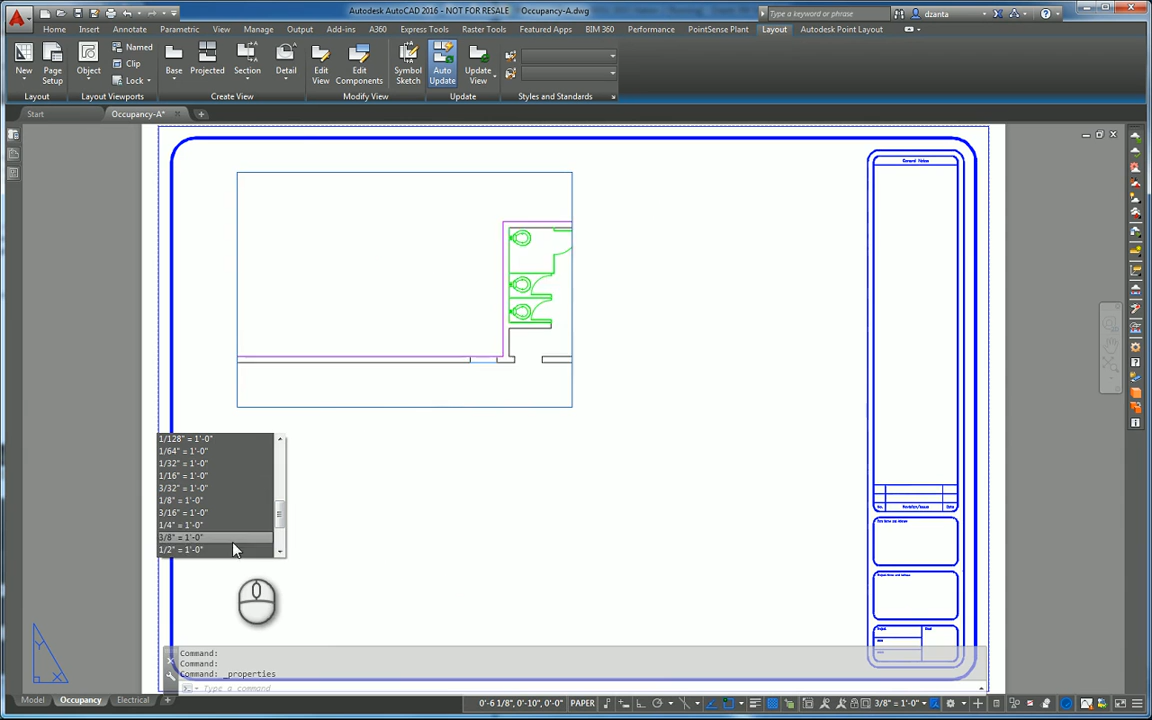 Autodesk AutoCAD 2016 - NOT FOR RESALE Occupancy-A.dwg
Type a keyword or phrase
dzanta
Home Insert Annotate Parametric View Manage Output Add-ins A360 Express Tools Raster Tools Featured Apps BIM 360 Performance PointSense Plant Layout Autodesk Point Layout
New
Page Setup
Layout
Object
Named
Clip
Lock
Layout Viewports
Base
Projected
Section
Detail
Create View
Edit View
Edit Components
Modify View
Symbol Sketch
Auto Update
Update View
Update
Styles and Standards
Start
Occupancy-A*
General Notes
No. Revision/Issue Date
1/128" = 1'-0"
1/64" = 1'-0"
1/32" = 1'-0"
1/16" = 1'-0"
3/32" = 1'-0"
1/8" = 1'-0"
3/16" = 1'-0"
1/4" = 1'-0"
3/8" = 1'-0"
1/2" = 1'-0"
Y
X
Command:
Command:
Command: _properties
Type a command
Model Occupancy Electrical
0'-6 1/8", 0'-10", 0'-0" PAPER
3/8" = 1'-0"